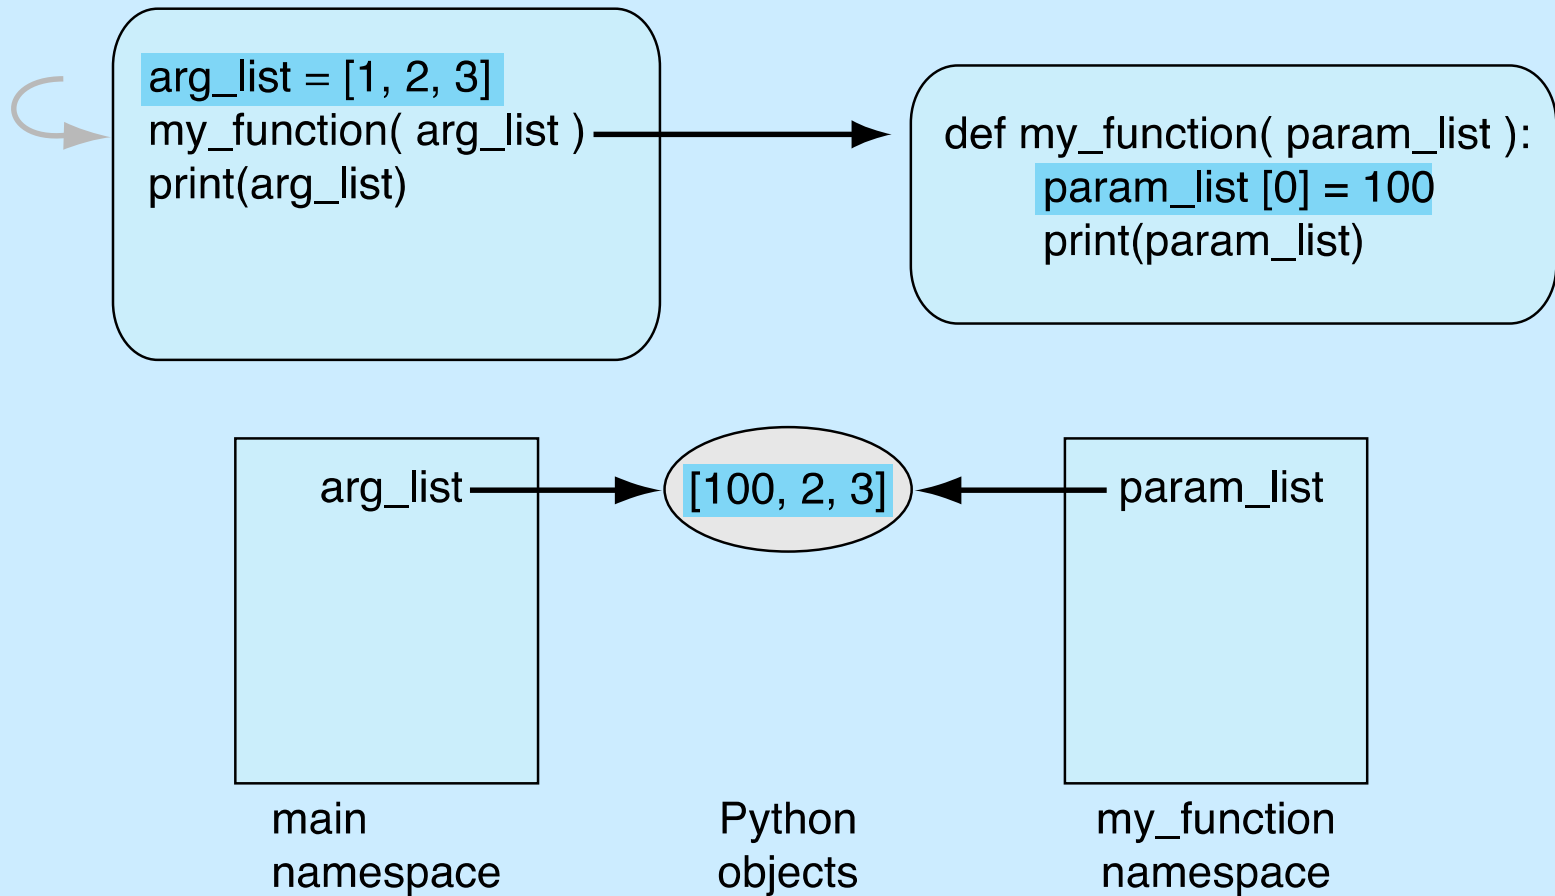 arg_list = [1, 2, 3]
my_function( arg_list )
print(arg_list)
def my_function( param_list ):
param_list [0] = 100
print(param_list)
arg_list
[100, 2, 3]
param_list
main
namespace
Python
objects
my_function
namespace